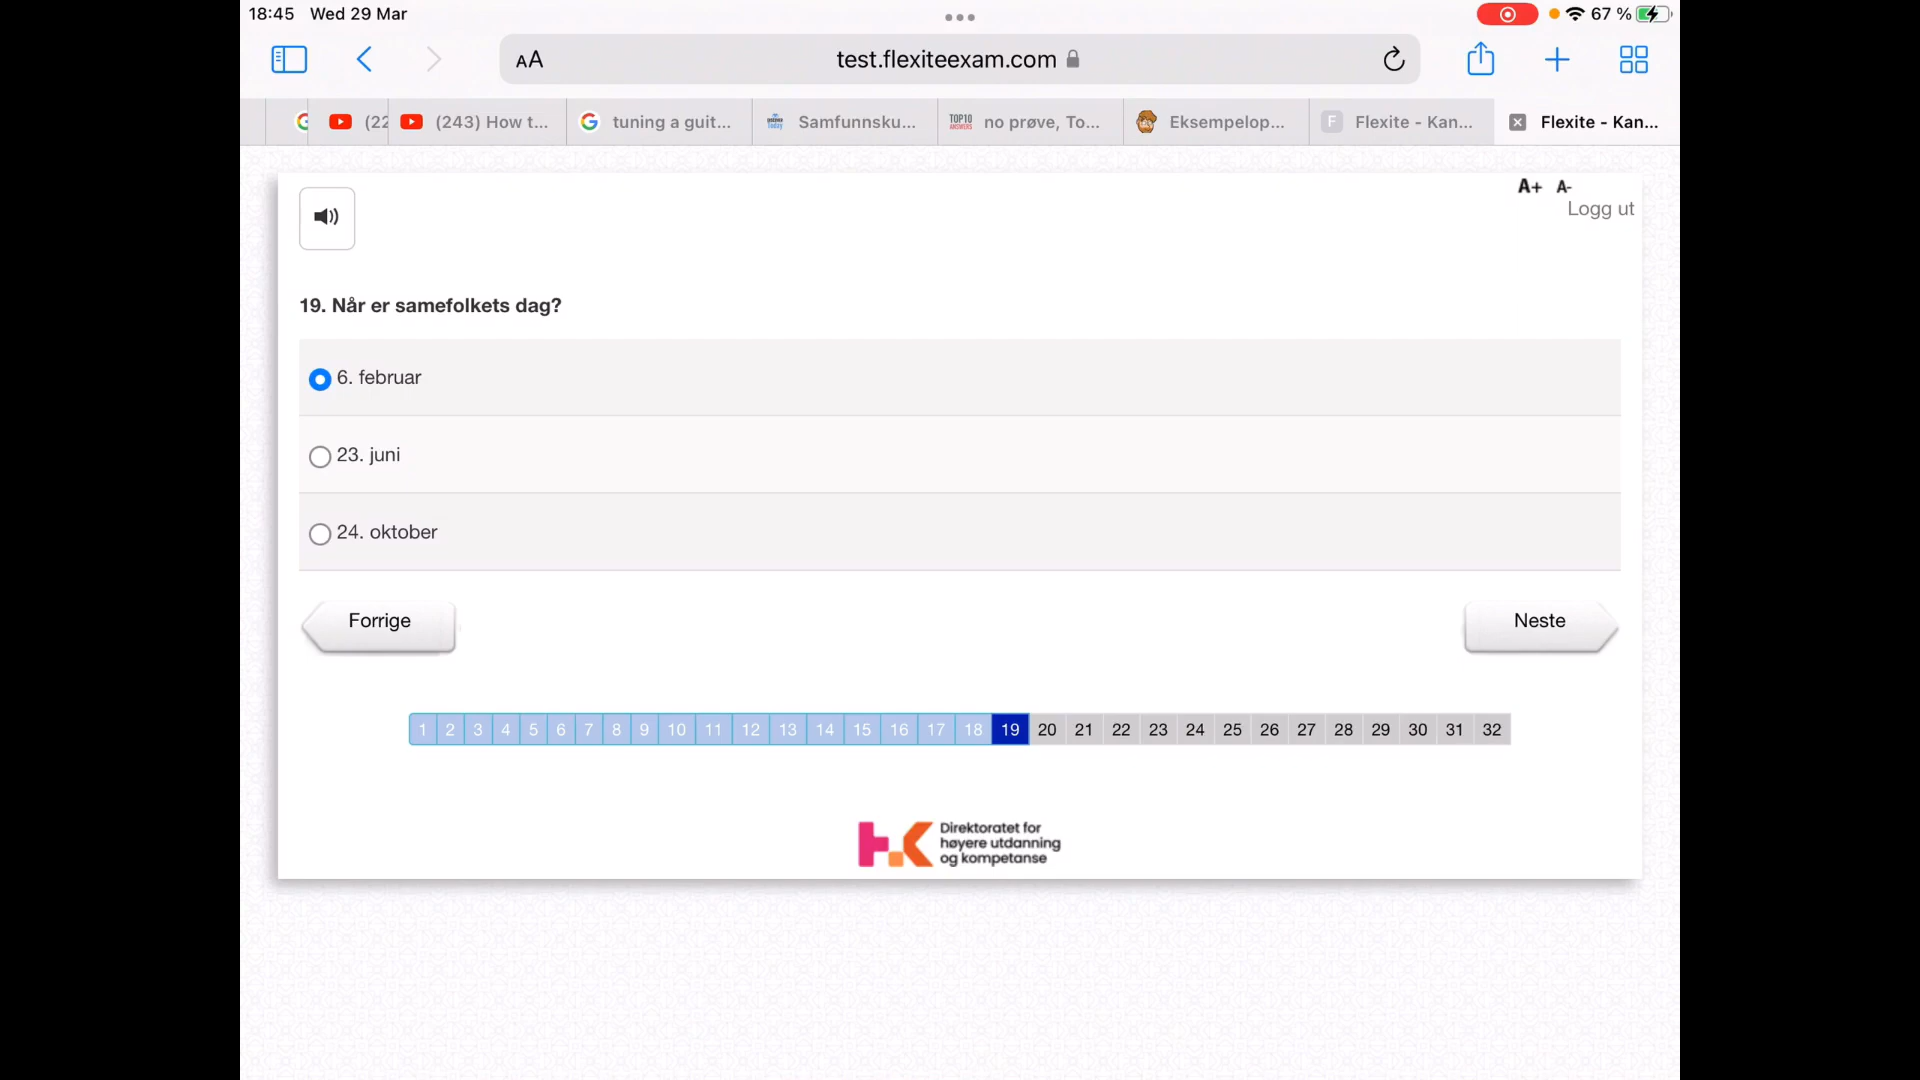 18:45 Wed 29 Mar
67 %
AA
test.flexiteexam.com
(22
(243) How t...
tuning a guit...
Samfunnsku...
TOP10 ANSWERS
no prøve, To...
Eksempelop...
F
Flexite - Kan...
Flexite - Kan...
A+ A-
Logg ut
19. Når er samefolkets dag?
6. februar
23. juni
24. oktober
Forrige
Neste
1 2 3 4 5 6 7 8 9 10 11 12 13 14 15 16 17 18 19 20 21 22 23 24 25 26 27 28 29 30 31 32
Direktoratet for
høyere utdanning
og kompetanse